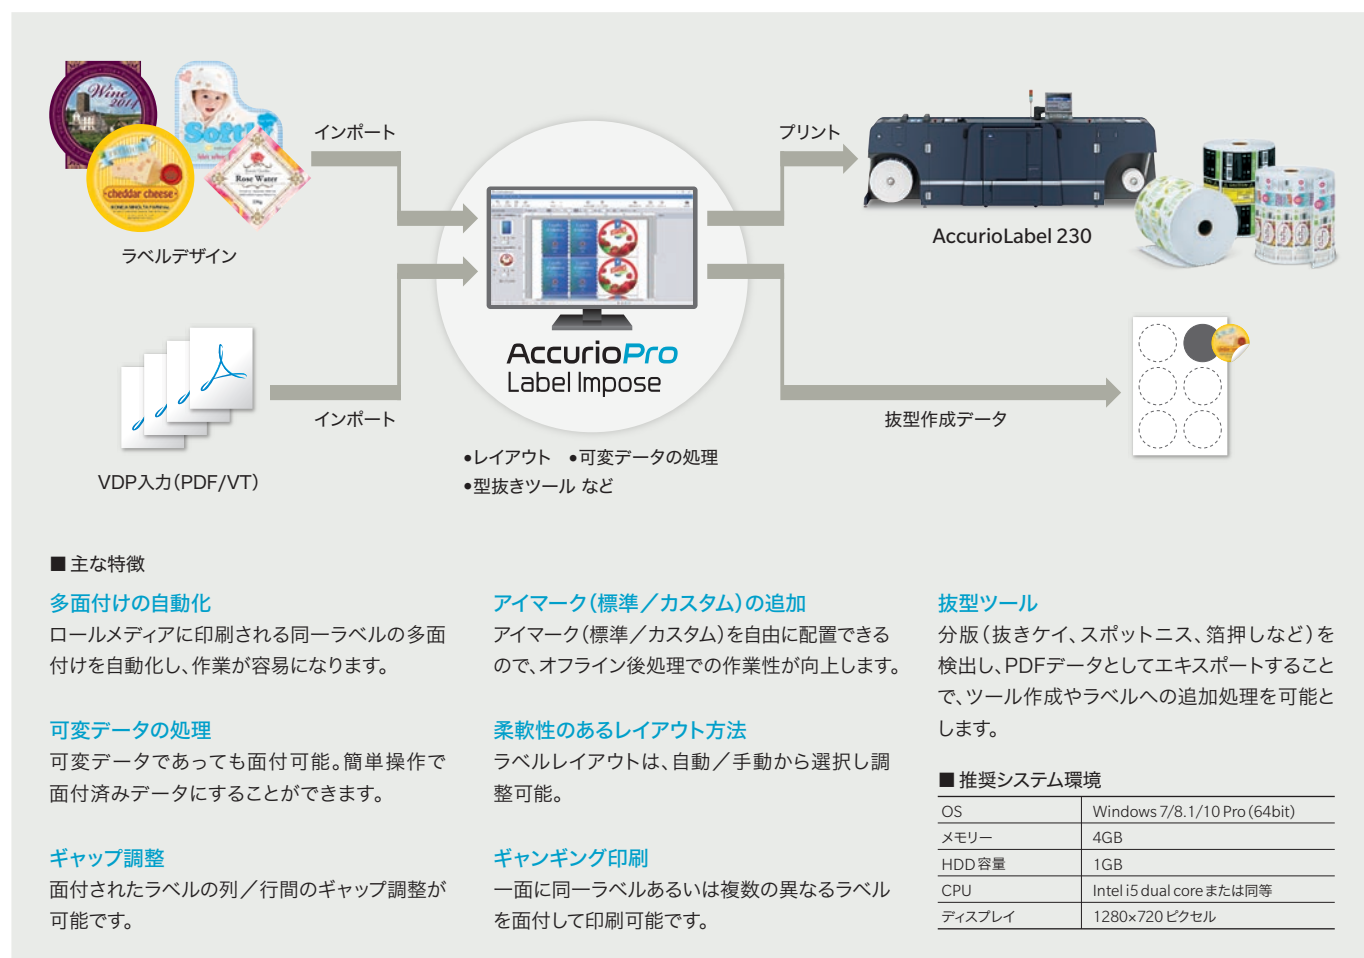 Wine
2014
Soft!
cheddar cheese
KONICA MINOLTA FARM Inc.
Rose Water
ラベルデザイン
インポート
プリント
AccurioLabel 230
AccurioPro
Label Impose
VDP入力（PDF/VT）
インポート
抜型作成データ
●レイアウト ●可変データの処理
●型抜きツール など
■ 主な特徴
多面付けの自動化
ロールメディアに印刷される同一ラベルの多面
付けを自動化し、作業が容易になります。
可変データの処理
可変データであっても面付可能。簡単操作で
面付済みデータにすることができます。
ギャップ調整
面付されたラベルの列／行間のギャップ調整が
可能です。
アイマーク（標準／カスタム）の追加
アイマーク（標準／カスタム）を自由に配置できる
ので、オフライン後処理での作業性が向上します。
柔軟性のあるレイアウト方法
ラベルレイアウトは、自動／手動から選択し調
整可能。
ギャンギング印刷
一面に同一ラベルあるいは複数の異なるラベル
を面付して印刷可能です。
抜型ツール
分版（抜きケイ、スポットニス、箔押しなど）を
検出し、PDFデータとしてエキスポートすること
で、ツール作成やラベルへの追加処理を可能と
します。
■ 推奨システム環境
OS Windows 7/8.1/10 Pro（64bit）
メモリー 4GB
HDD容量 1GB
CPU Intel i5 dual coreまたは同等
ディスプレイ 1280×720 ピクセル